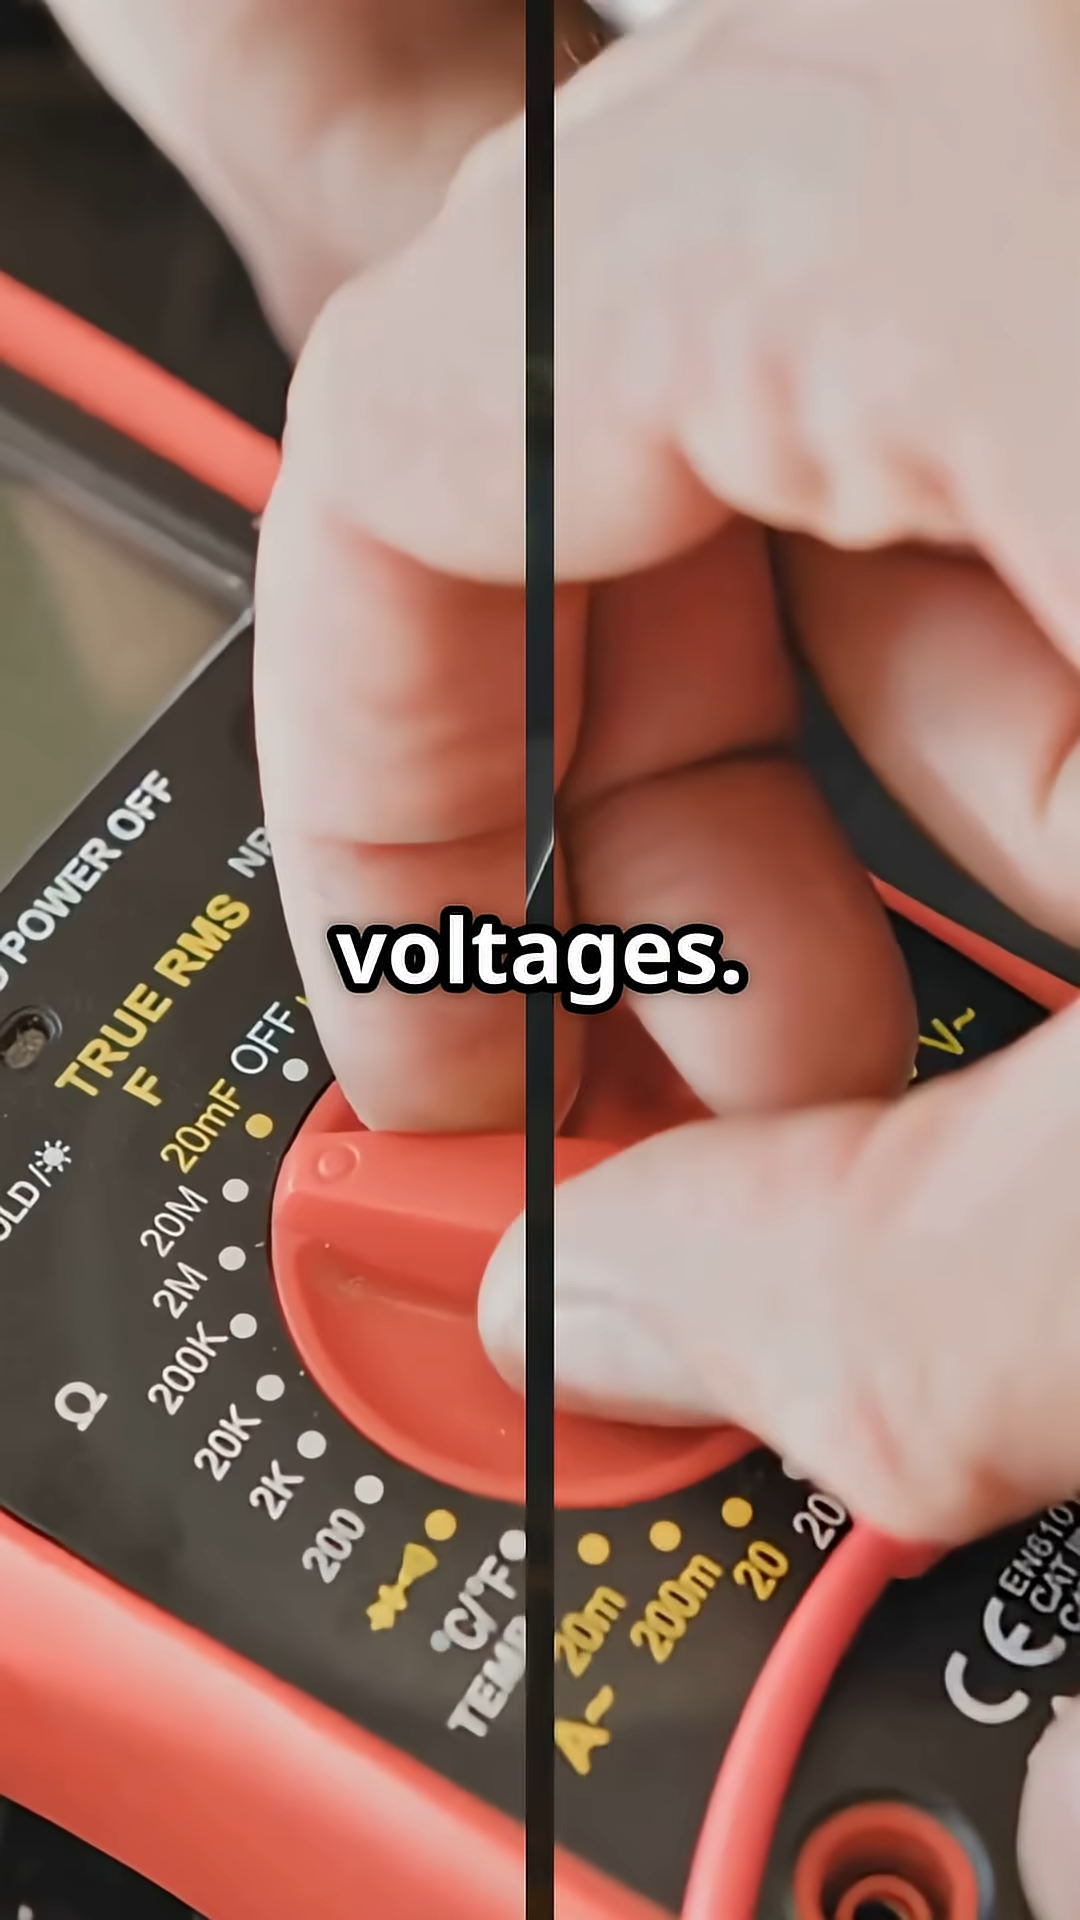 POWER OFF
TRUE RMS
F
OFF
20mF
20M
2M
200K
20K
2K
200
Ω
°C/°F
TEMP
20m
200m
20
A~
V~
voltages.
CE